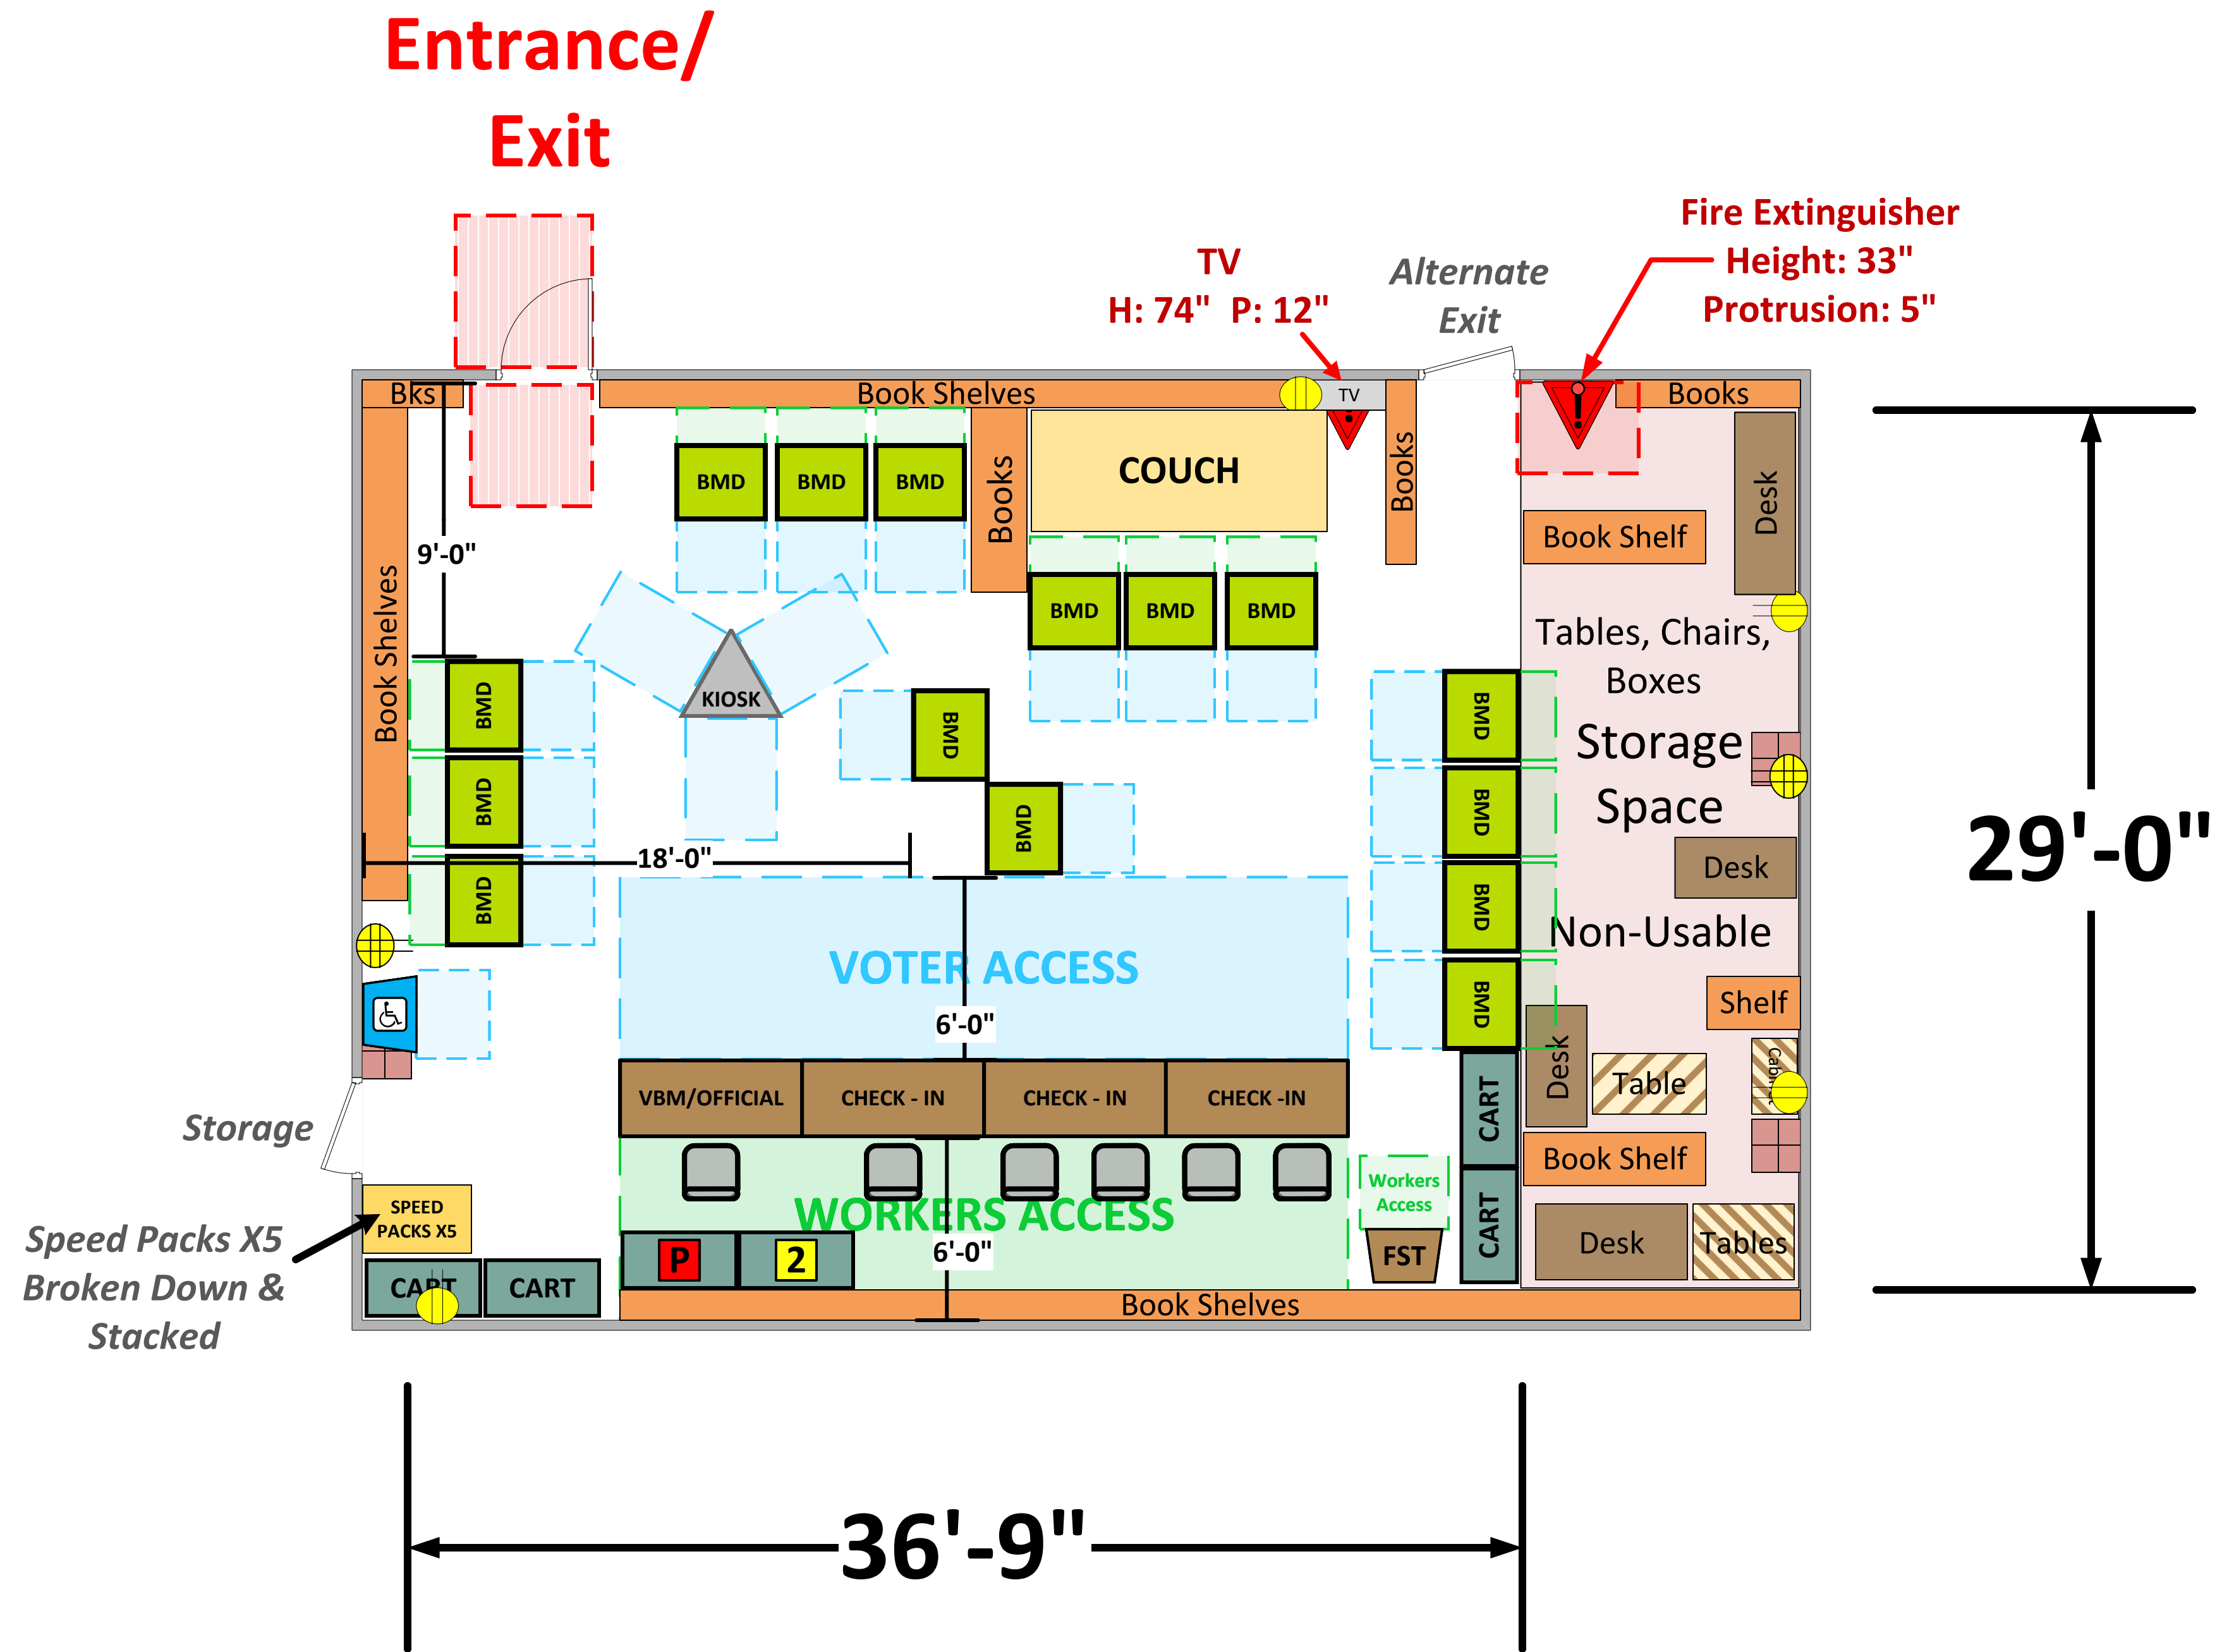 Entrance/
Exit
Fire Extinguisher
Height: 33"
Protrusion: 5"
TV
H: 74"  P: 12"
Alternate
Exit
Bks
Book Shelves
TV
Books
BMD
BMD
BMD
Books
COUCH
Books
Desk
Book Shelf
9'-0"
Book Shelves
BMD
BMD
BMD
Tables, Chairs,
Boxes
Storage
Space
Non-Usable
KIOSK
BMD
BMD
BMD
BMD
BMD
BMD
BMD
BMD
BMD
Desk
18'-0"
29'-0"
VOTER ACCESS
6'-0"
Shelf
Desk
Table
VBM/OFFICIAL
CHECK - IN
CHECK - IN
CHECK -IN
CART
Storage
Book Shelf
WORKERS ACCESS
Workers
Access
CART
SPEED
PACKS X5
Speed Packs X5
Broken Down &
Stacked
P
2
6'-0"
FST
Desk
Tables
CART
CART
Book Shelves
36'-9"